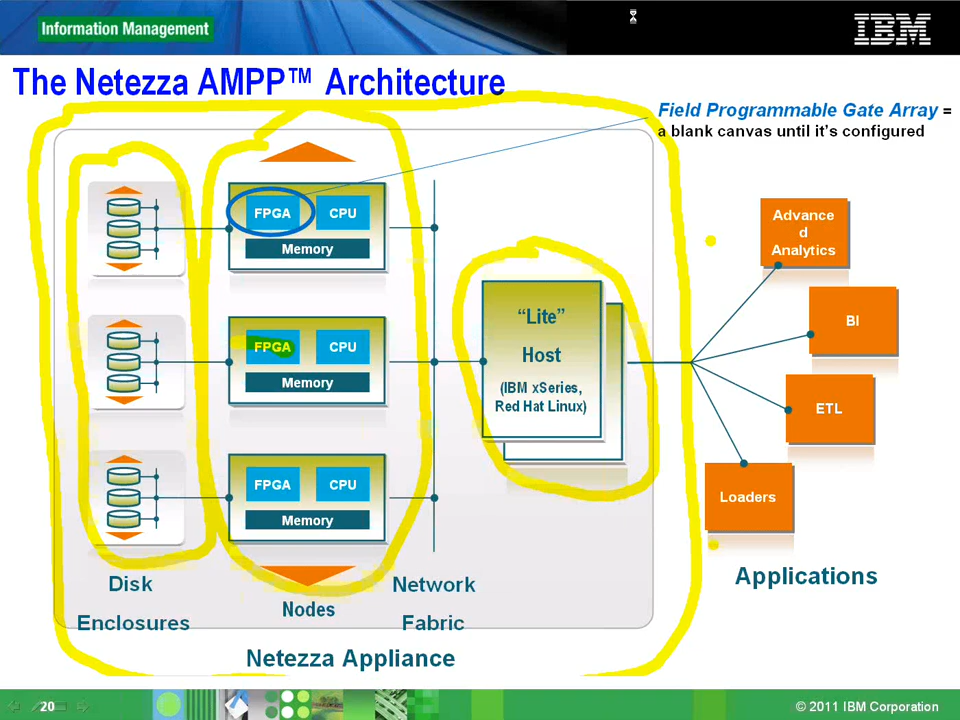 Information Management
IBM
The Netezza AMPP™ Architecture
Field Programmable Gate Array =
a blank canvas until it's configured
FPGA
CPU
Memory
FPGA
CPU
Memory
FPGA
CPU
Memory
"Lite"
Host
(IBM xSeries,
Red Hat Linux)
Advance
d
Analytics
BI
ETL
Loaders
Applications
Disk
Enclosures
Nodes
Network
Fabric
Netezza Appliance
20
© 2011 IBM Corporation